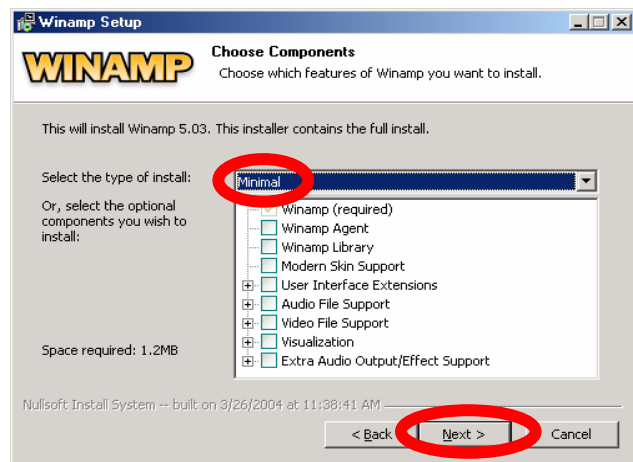 Winamp Setup
WINAMP
Choose Components
Choose which features of Winamp you want to install.
This will install Winamp 5.03. This installer contains the full install.
Select the type of install:
Minimal
Or, select the optional
components you wish to
install:
Winamp (required)
Winamp Agent
Winamp Library
Modern Skin Support
User Interface Extensions
Audio File Support
Video File Support
Visualization
Extra Audio Output/Effect Support
Space required: 1.2MB
Nullsoft Install System -- built on 3/26/2004 at 11:38:41 AM
< Back
Next >
Cancel